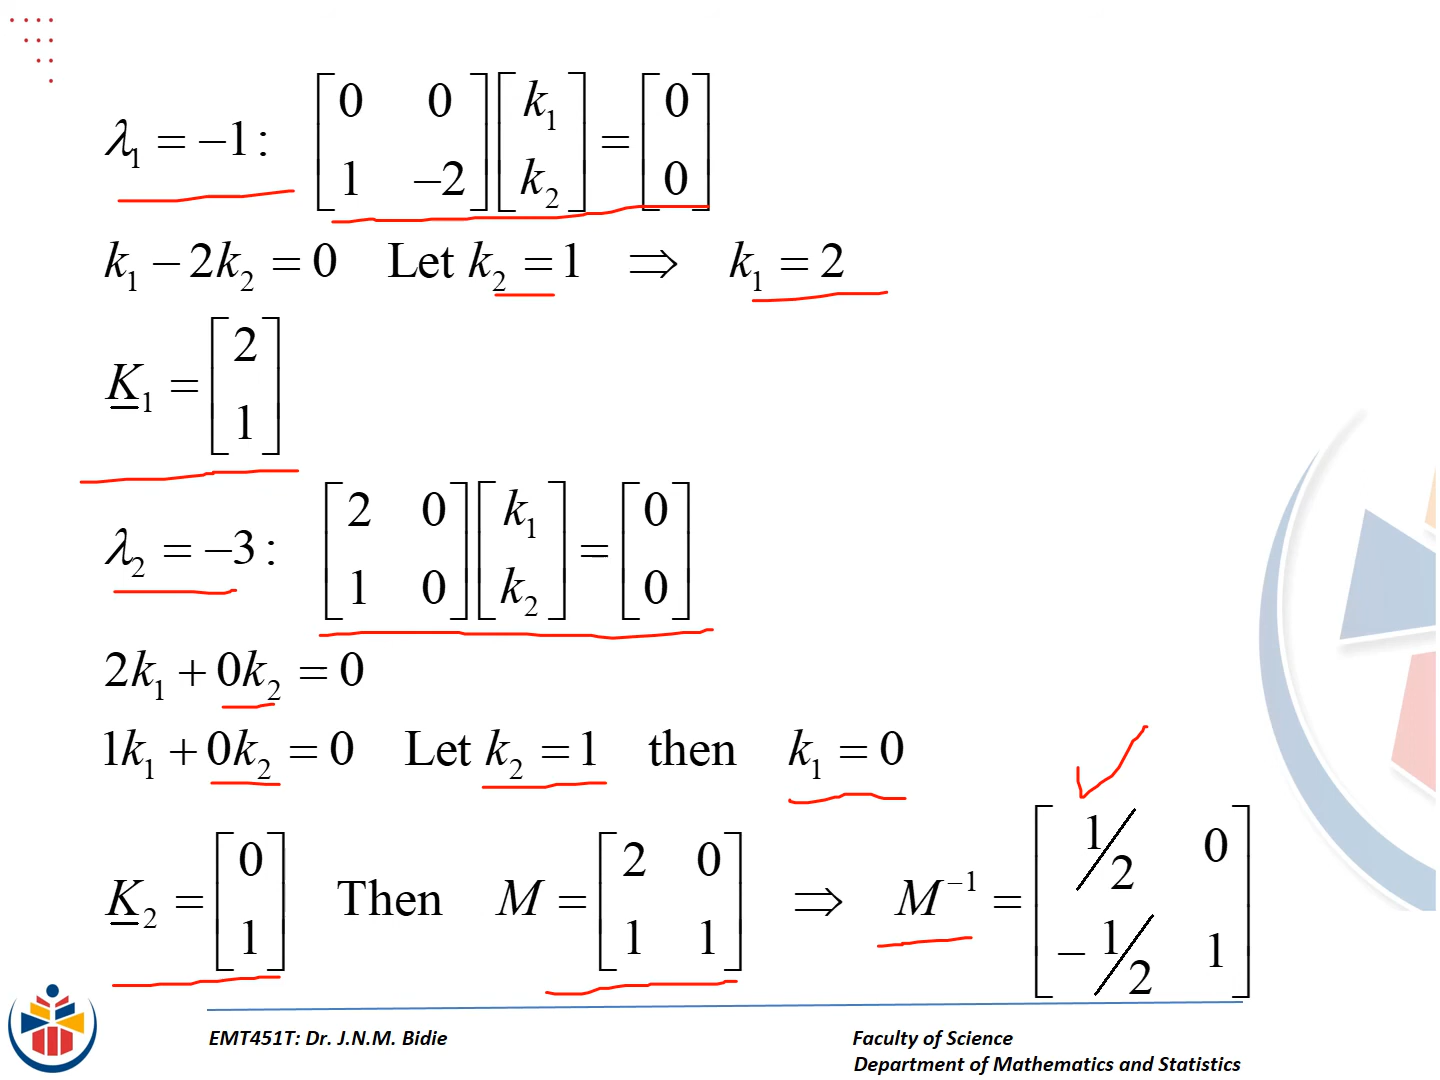 λ₁ = −1: [0 0; 1 −2] [k₁; k₂] = [0; 0]
k₁ − 2k₂ = 0 Let k₂ = 1 ⇒ k₁ = 2
K₁ = [2; 1]
λ₂ = −3: [2 0; 1 0] [k₁; k₂] = [0; 0]
2k₁ + 0k₂ = 0
1k₁ + 0k₂ = 0 Let k₂ = 1 then k₁ = 0
K₂ = [0; 1] Then M = [2 0; 1 1] ⇒ M⁻¹ = [1/2 0; −1/2 1]
EMT451T: Dr. J.N.M. Bidie
Faculty of Science
Department of Mathematics and Statistics